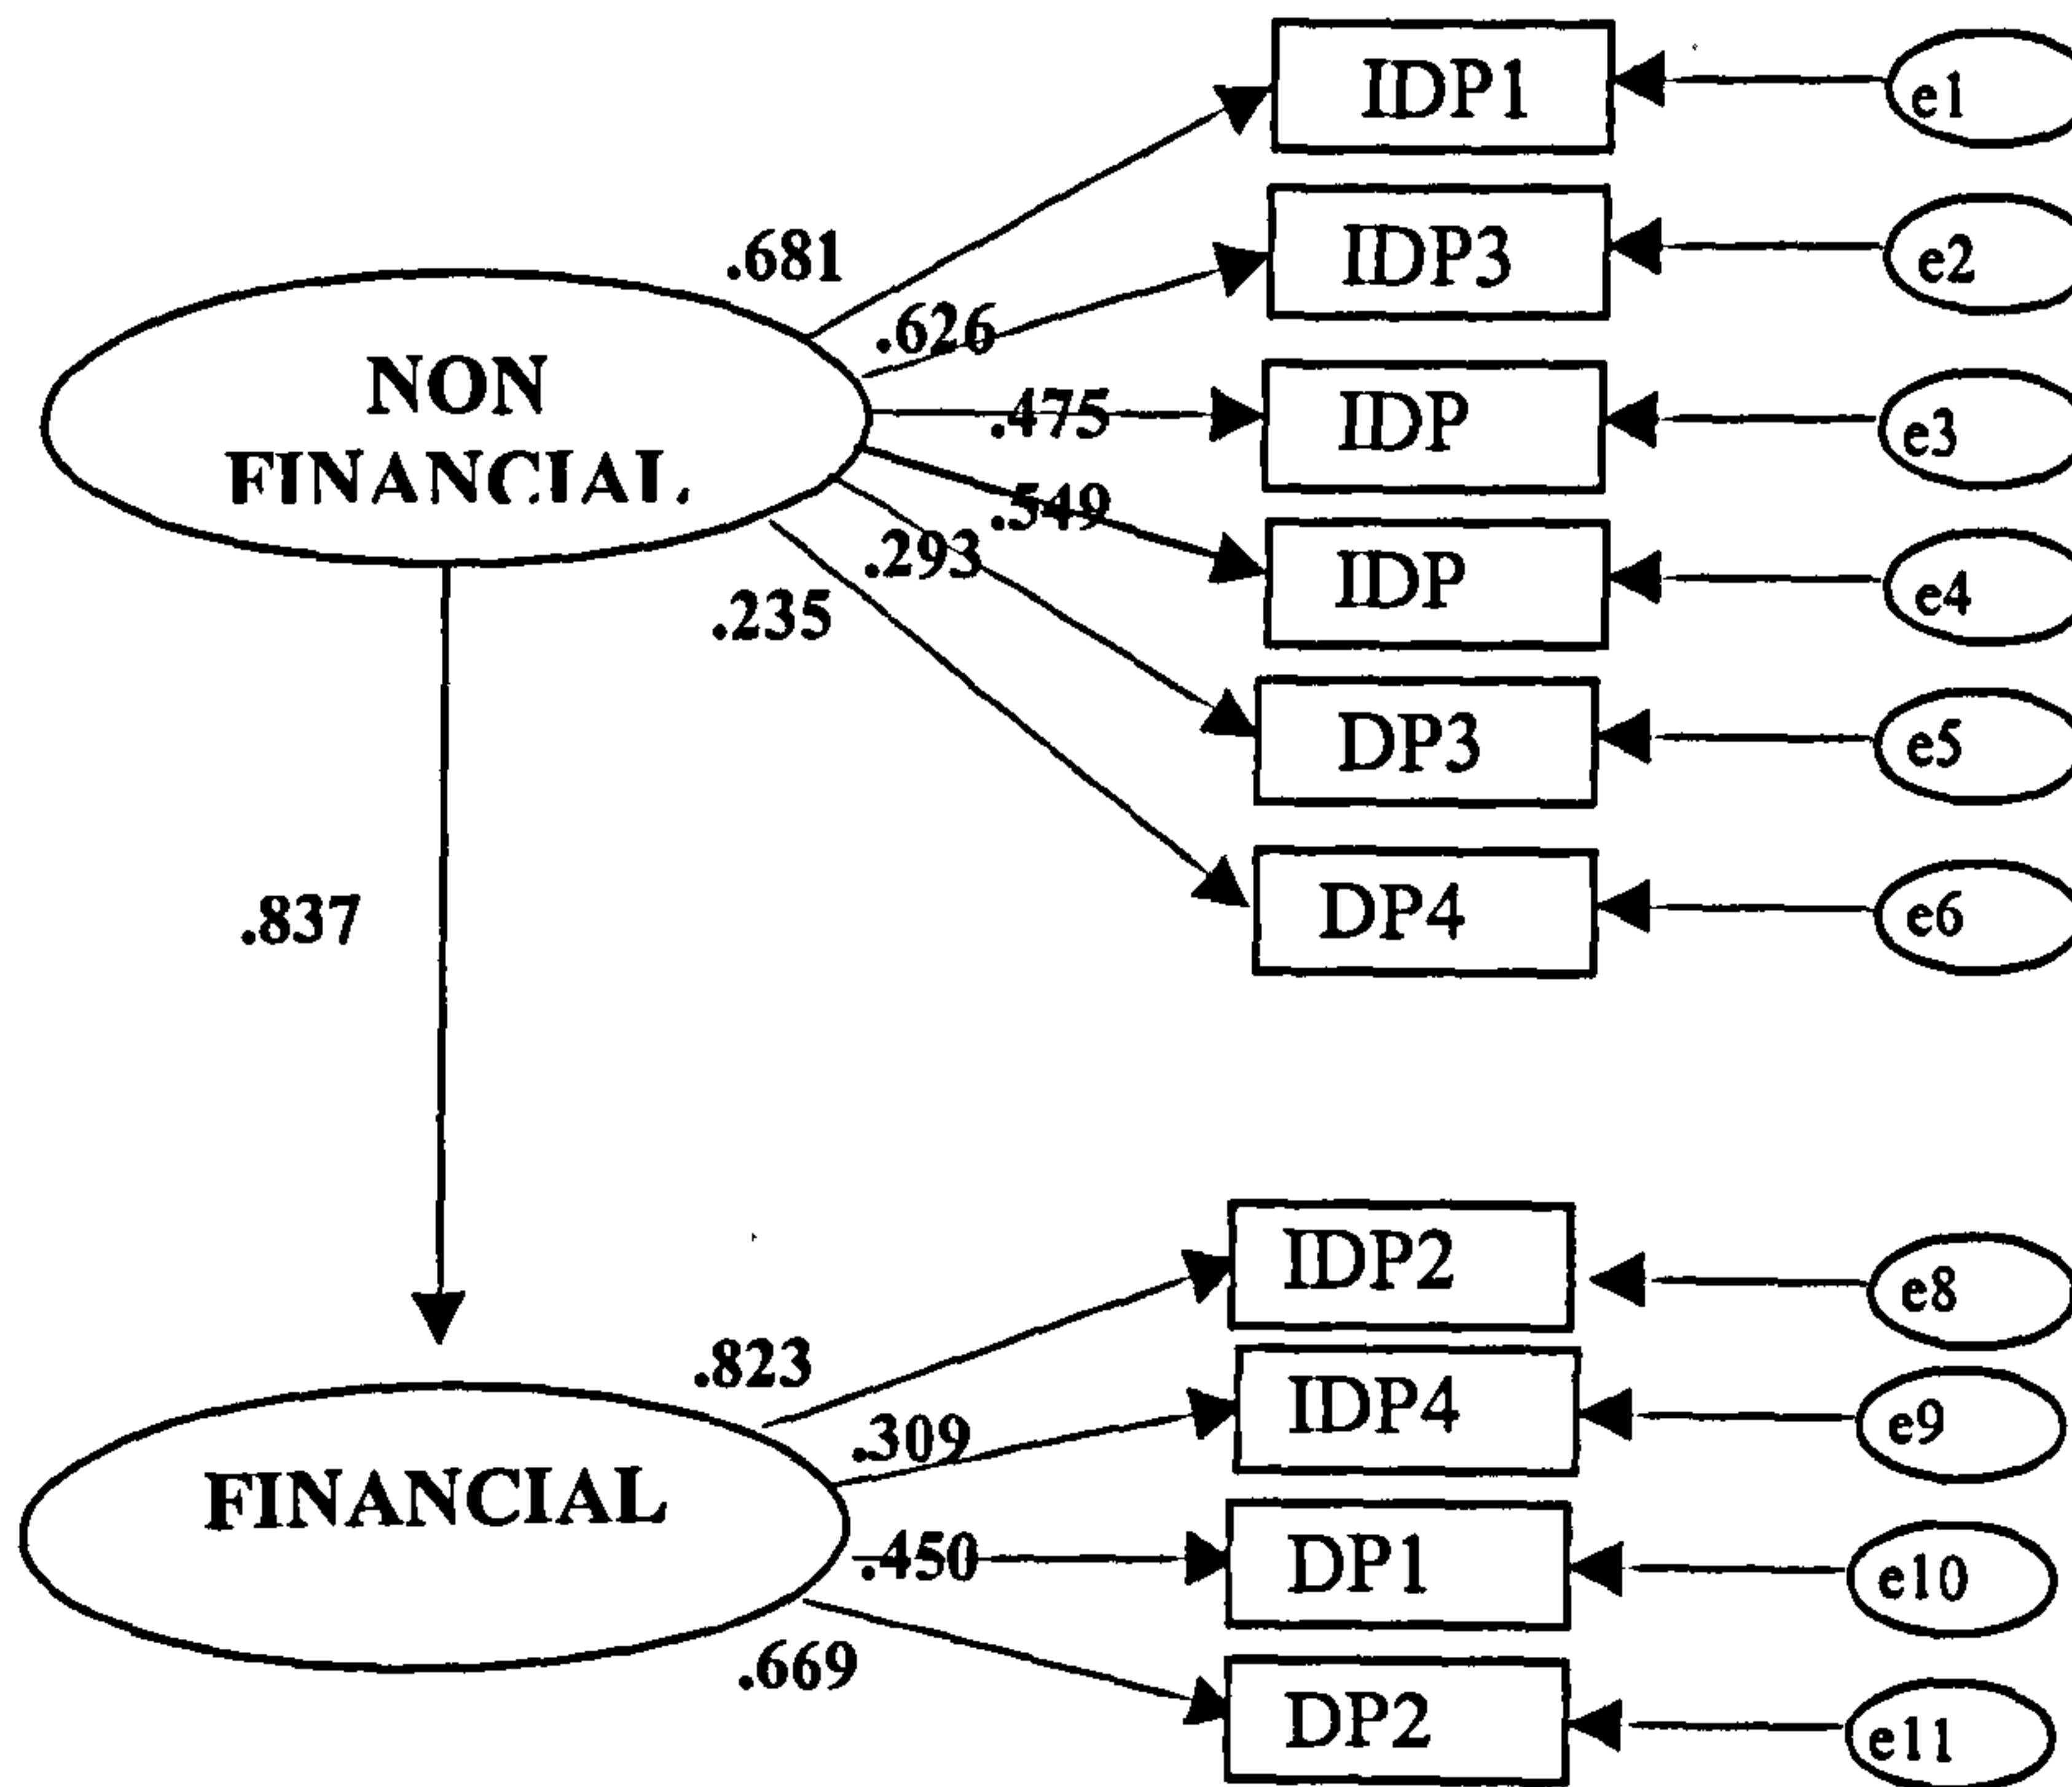 IDP1
e1
.681
IDP3
e2
.626
NON
FINANCIAL
.475
IDP
e3
.549
IDP
e4
.293
DP3
e5
.235
DP4
e6
.837
IDP2
e8
.823
IDP4
e9
.309
FINANCIAL
.450
DP1
e10
.669
DP2
e11